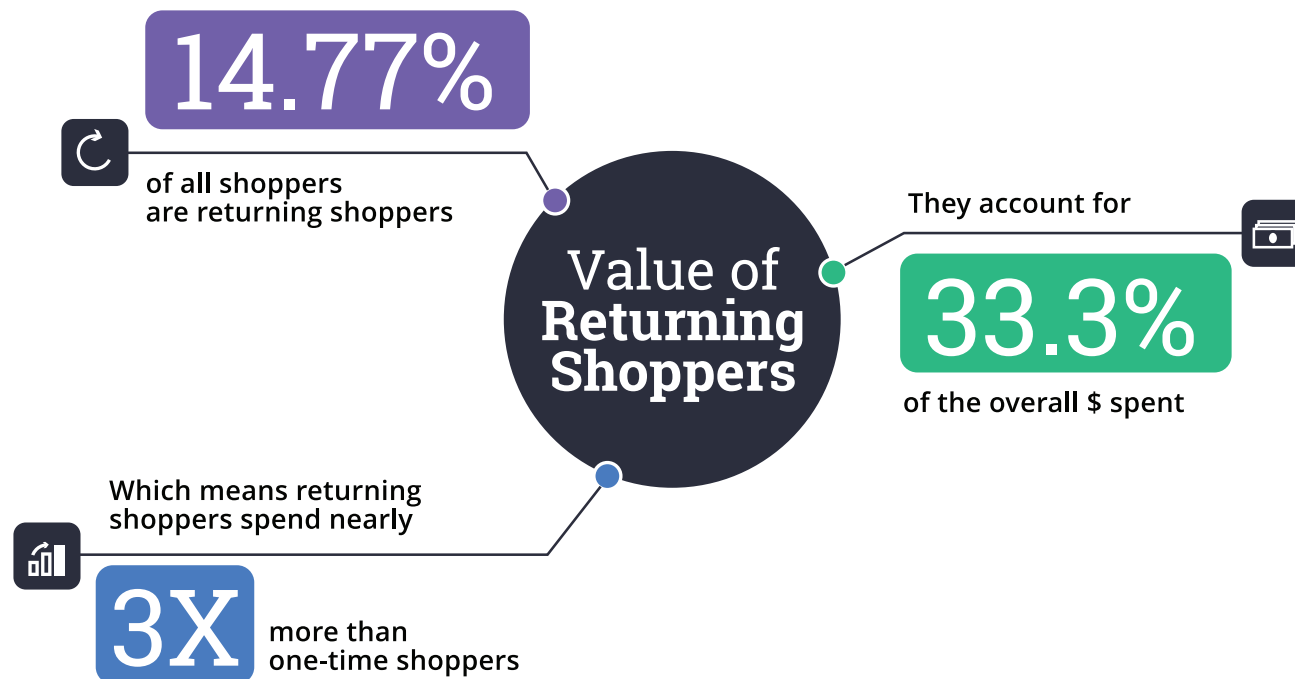 14.77%
of all shoppers
are returning shoppers
Value of
Returning
Shoppers
They account for
33.3%
of the overall $ spent
Which means returning
shoppers spend nearly
3X
more than
one-time shoppers